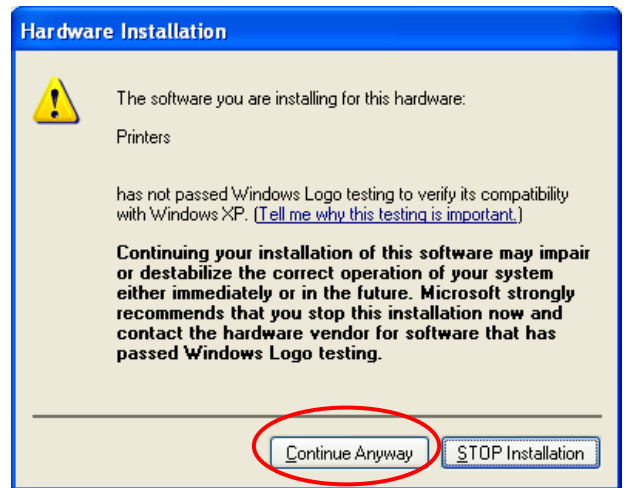 Hardware Installation
The software you are installing for this hardware:
Printers
has not passed Windows Logo testing to verify its compatibility
with Windows XP. (Tell me why this testing is important.)
Continuing your installation of this software may impair
or destabilize the correct operation of your system
either immediately or in the future. Microsoft strongly
recommends that you stop this installation now and
contact the hardware vendor for software that has
passed Windows Logo testing.
Continue Anyway STOP Installation